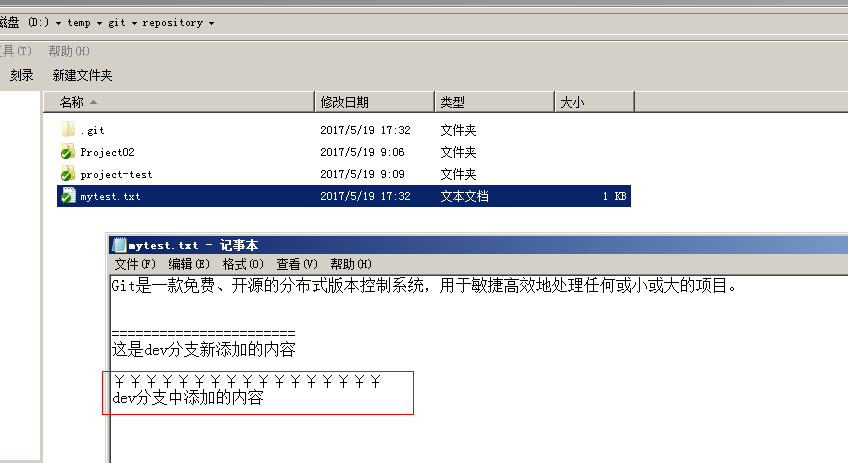 磁盘 (D:) ▾ temp ▾ git ▾ repository ▾
工具(T) 帮助(H)
刻录 新建文件夹
名称 修改日期 类型 大小
.git 2017/5/19 17:32 文件夹
Project02 2017/5/19 9:06 文件夹
project-test 2017/5/19 9:09 文件夹
mytest.txt 2017/5/19 17:32 文本文档 1 KB
mytest.txt - 记事本
文件(F) 编辑(E) 格式(O) 查看(V) 帮助(H)
Git是一款免费、开源的分布式版本控制系统，用于敏捷高效地处理任何或小或大的项目。
=======================
这是dev分支新添加的内容
￥￥￥￥￥￥￥￥￥￥￥￥￥￥￥￥￥
dev分支中添加的内容